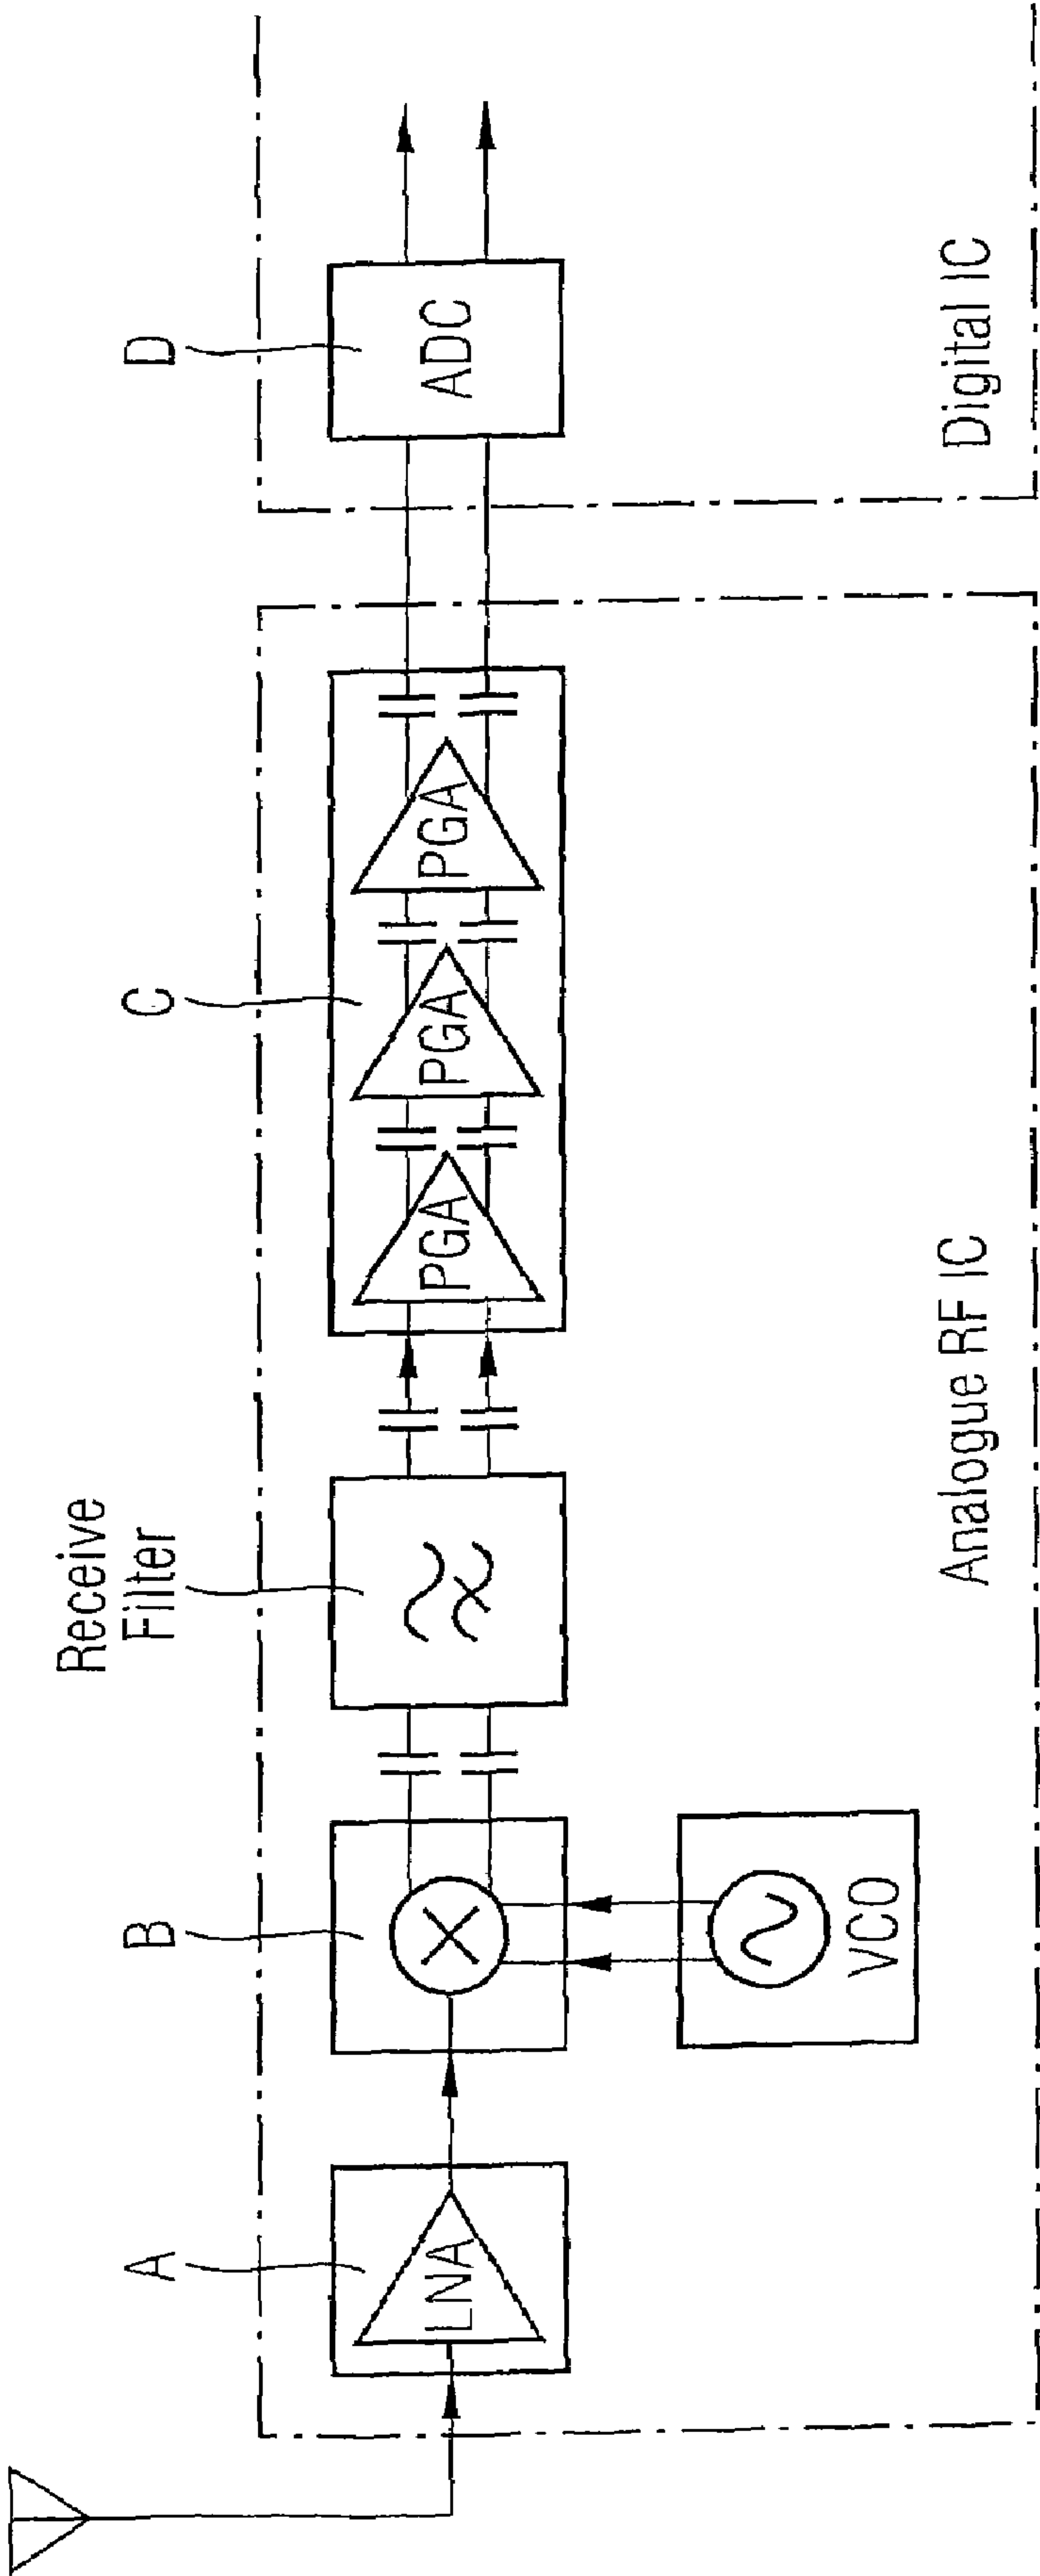 Receive
Filter
A
B
C
D
LNA
PGA
PGA
PGA
ADC
VCO
Analogue RF IC
Digital IC